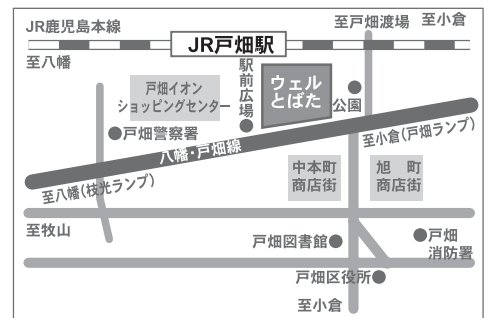 JR鹿児島本線
至戸畑渡場
至小倉
JR戸畑駅
至八幡
戸畑イオン
ショッピングセンター
駅前広場
ウェル
とばた
公園
戸畑警察署
八幡・戸畑線
至小倉(戸畑ランプ)
至八幡(枝光ランプ)
中本町
商店街
旭町
商店街
至牧山
戸畑図書館
戸畑
消防署
戸畑区役所
至小倉